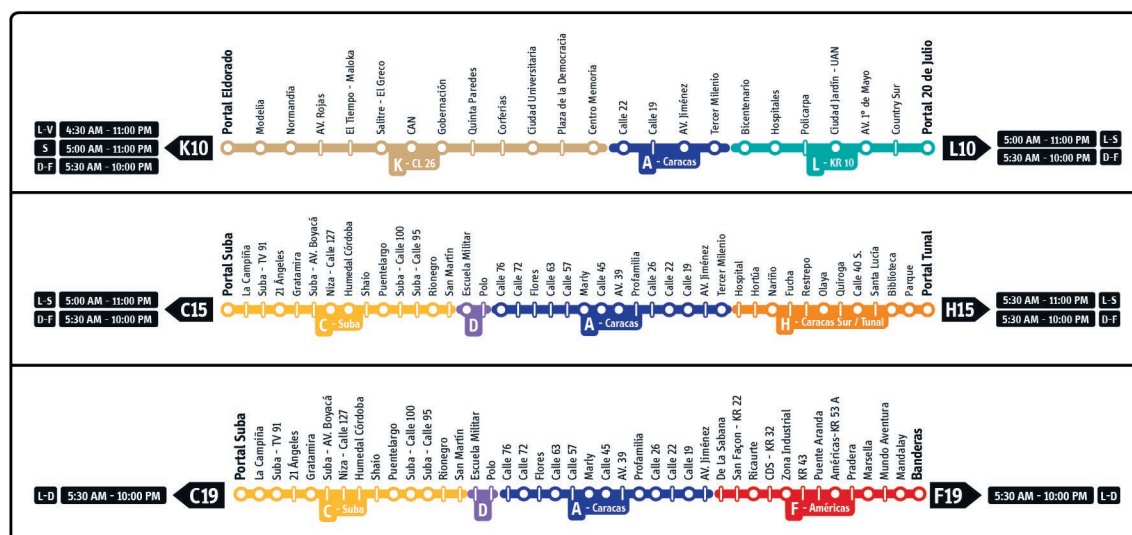 Portal Eldorado
Modelia
Normandía
AV. Rojas
El Tiempo - Maloka
Salitre - El Greco
CAN
Gobernación
Quinta Paredes
Corferias
Ciudad Universitaria
Plaza de la Democracia
Centro Memoria
Calle 22
Calle 19
AV. Jiménez
Tercer Milenio
Bicentenario
Hospitales
Policarpa
Ciudad Jardín - UAN
AV. 1° de Mayo
Country Sur
Portal 20 de Julio
L-V 4:30 AM - 11:00 PM
S 5:00 AM - 11:00 PM
D-F 5:30 AM - 10:00 PM
K10
K - CL 26
A - Caracas
L - KR 10
L10
5:00 AM - 11:00 PM L-S
5:30 AM - 10:00 PM D-F
Portal Suba
La Campiña
Suba - TV 91
21 Ángeles
Gratamira
Suba - AV. Boyacá
Niza - Calle 127
Humedal Córdoba
Shaio
Puentelargo
Suba - Calle 100
Suba - Calle 95
Rionegro
San Martín
Escuela Militar
Polo
Calle 76
Calle 72
Flores
Calle 63
Calle 57
Marly
Calle 45
AV. 39
Profamilia
Calle 26
Calle 22
Calle 19
AV. Jiménez
Tercer Milenio
Hospital
Hortúa
Nariño
Fucha
Restrepo
Olaya
Quiroga
Calle 40 S.
Santa Lucía
Biblioteca
Parque
Portal Tunal
L-S 5:00 AM - 11:00 PM
D-F 5:30 AM - 10:00 PM
C15
C - Suba
D
A - Caracas
H - Caracas Sur / Tunal
H15
5:30 AM - 11:00 PM L-S
5:30 AM - 10:00 PM D-F
Portal Suba
La Campiña
Suba - TV 91
21 Ángeles
Gratamira
Suba - AV. Boyacá
Niza - Calle 127
Humedal Córdoba
Shaio
Puentelargo
Suba - Calle 100
Suba - Calle 95
Rionegro
San Martín
Escuela Militar
Polo
Calle 76
Calle 72
Flores
Calle 63
Calle 57
Marly
Calle 45
AV. 39
Profamilia
Calle 26
Calle 22
Calle 19
AV. Jiménez
De La Sabana
San Façon - KR 22
Ricaurte
CDS - KR 32
Zona Industrial
KR 43
Puente Aranda
Américas-KR 53 A
Pradera
Marsella
Mundo Aventura
Mandalay
Banderas
L-D 5:30 AM - 10:00 PM
C19
C - Suba
D
A - Caracas
F - Américas
F19
5:30 AM - 10:00 PM L-D